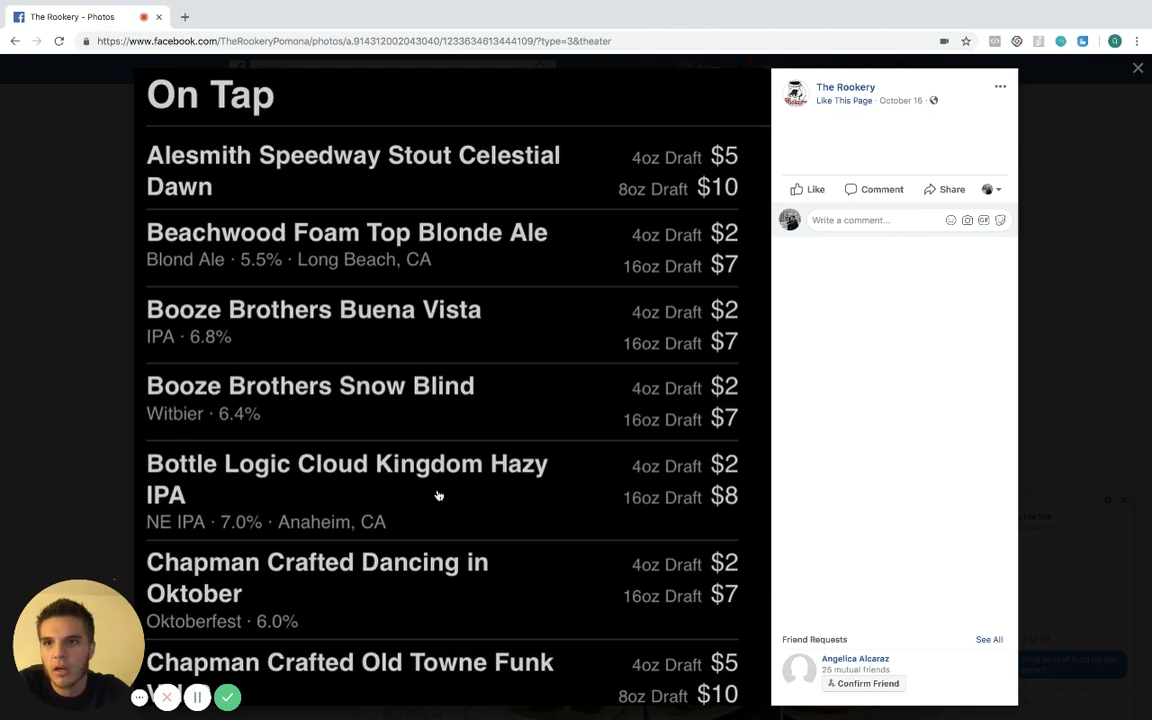 The Rookery - Photos
https://www.facebook.com/TheRookeryPomona/photos/a.914312002043040/1233634613444109/?type=3&theater
On Tap
Alesmith Speedway Stout Celestial
Dawn
4oz Draft $5
8oz Draft $10
Beachwood Foam Top Blonde Ale
Blond Ale · 5.5% · Long Beach, CA
4oz Draft $2
16oz Draft $7
Booze Brothers Buena Vista
IPA · 6.8%
4oz Draft $2
16oz Draft $7
Booze Brothers Snow Blind
Witbier · 6.4%
4oz Draft $2
16oz Draft $7
Bottle Logic Cloud Kingdom Hazy
IPA
NE IPA · 7.0% · Anaheim, CA
4oz Draft $2
16oz Draft $8
Chapman Crafted Dancing in
Oktober
Oktoberfest · 6.0%
4oz Draft $2
16oz Draft $7
Chapman Crafted Old Towne Funk
4oz Draft $5
8oz Draft $10
The Rookery
Like This Page · October 16 ·
Like Comment Share
Write a comment...
GIF
Friend Requests See All
Angelica Alcaraz
25 mutual friends
Confirm Friend
What kind of food do you